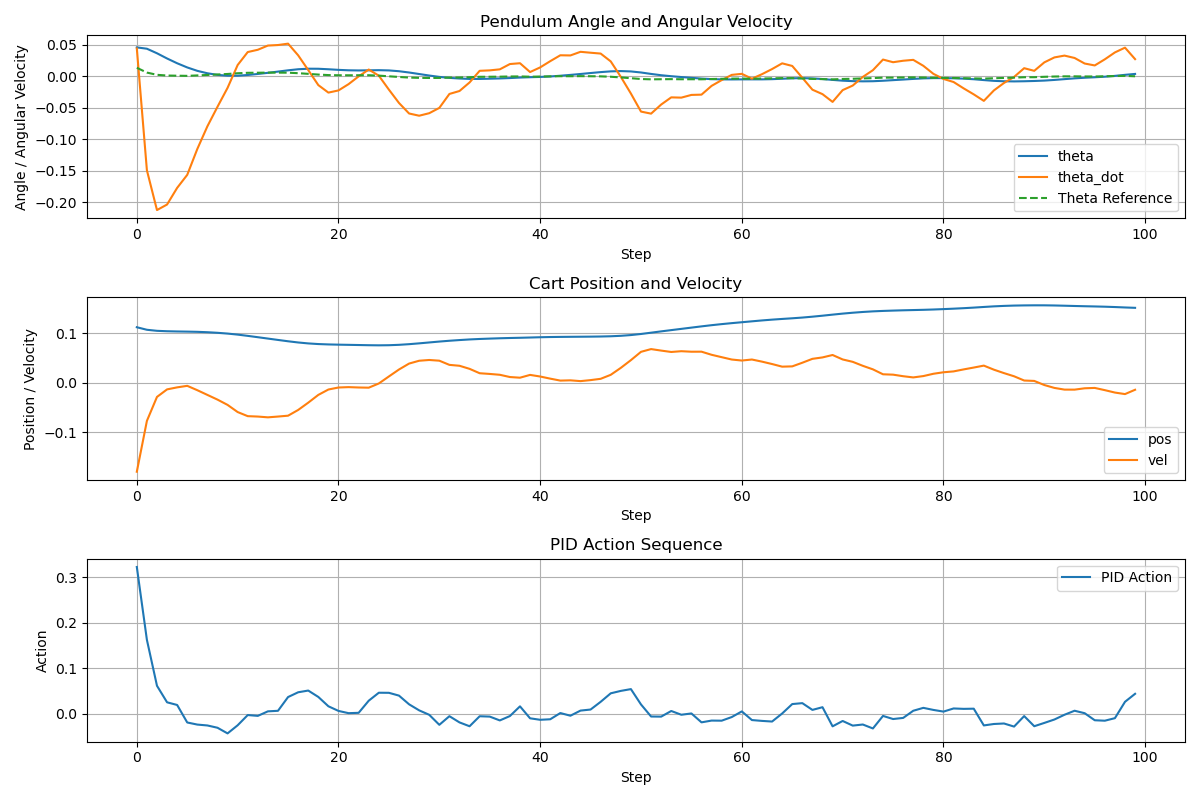 Pendulum Angle and Angular Velocity
Angle / Angular Velocity
0.05
0.00
−0.05
−0.10
−0.15
−0.20
theta
theta_dot
Theta Reference
0 20 40 60 80 100
Step
Cart Position and Velocity
Position / Velocity
0.1
0.0
−0.1
pos
vel
0 20 40 60 80 100
Step
PID Action Sequence
Action
0.3
0.2
0.1
0.0
PID Action
0 20 40 60 80 100
Step